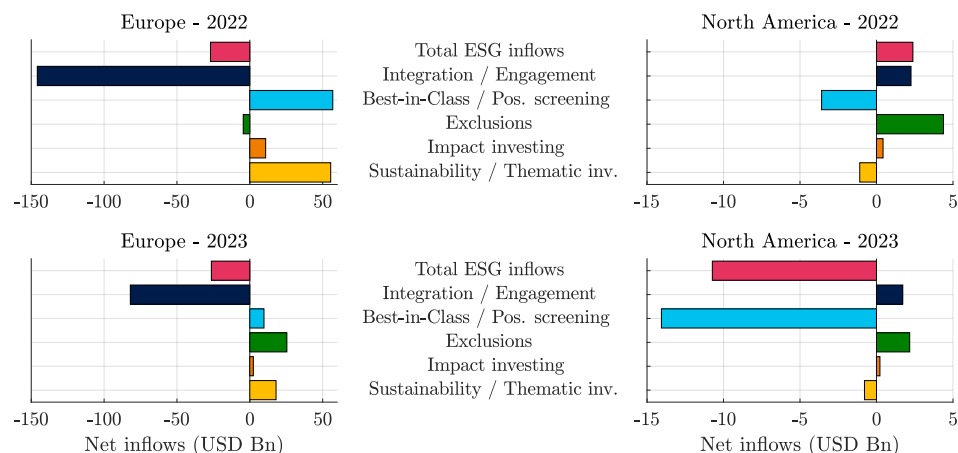 Europe - 2022
North America - 2022
Total ESG inflows
Integration / Engagement
Best-in-Class / Pos. screening
Exclusions
Impact investing
Sustainability / Thematic inv.
-150 -100 -50 0 50
-15 -10 -5 0 5
Europe - 2023
North America - 2023
Total ESG inflows
Integration / Engagement
Best-in-Class / Pos. screening
Exclusions
Impact investing
Sustainability / Thematic inv.
-150 -100 -50 0 50
-15 -10 -5 0 5
Net inflows (USD Bn)
Net inflows (USD Bn)